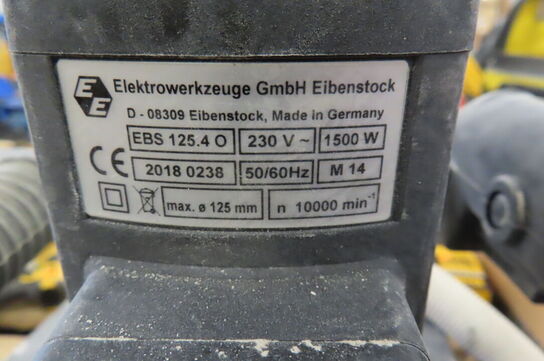 EE Elektrowerkzeuge GmbH Eibenstock
D - 08309 Eibenstock, Made in Germany
EBS 125.4 O 230 V ~ 1500 W
CE 2018 0238 50/60Hz M 14
max. ø 125 mm n 10000 min⁻¹